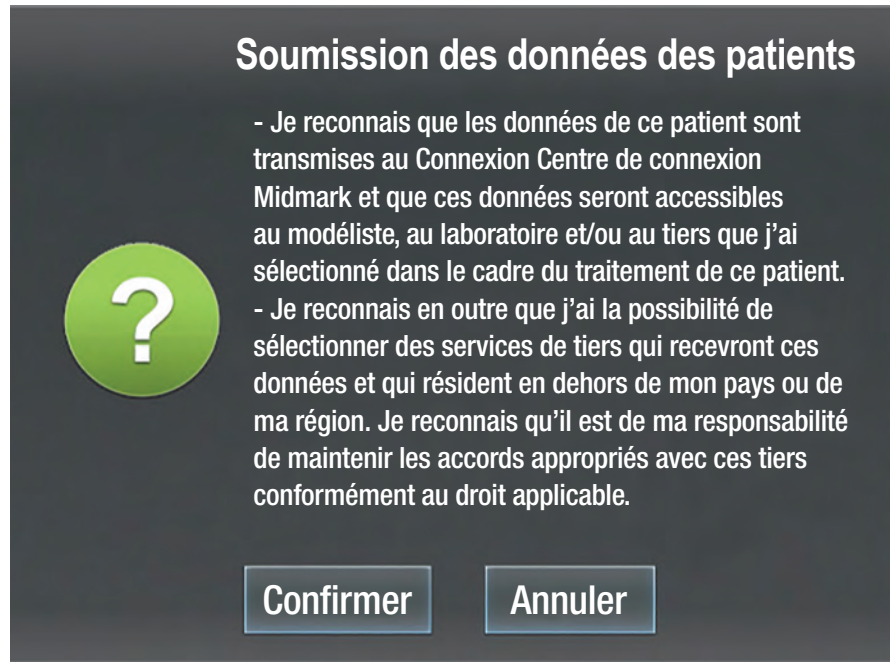 Soumission des données des patients
- Je reconnais que les données de ce patient sont
transmises au Connexion Centre de connexion
Midmark et que ces données seront accessibles
au modéliste, au laboratoire et/ou au tiers que j’ai
sélectionné dans le cadre du traitement de ce patient.
- Je reconnais en outre que j’ai la possibilité de
sélectionner des services de tiers qui recevront ces
données et qui résident en dehors de mon pays ou de
ma région. Je reconnais qu’il est de ma responsabilité
de maintenir les accords appropriés avec ces tiers
conformément au droit applicable.
?
Confirmer
Annuler